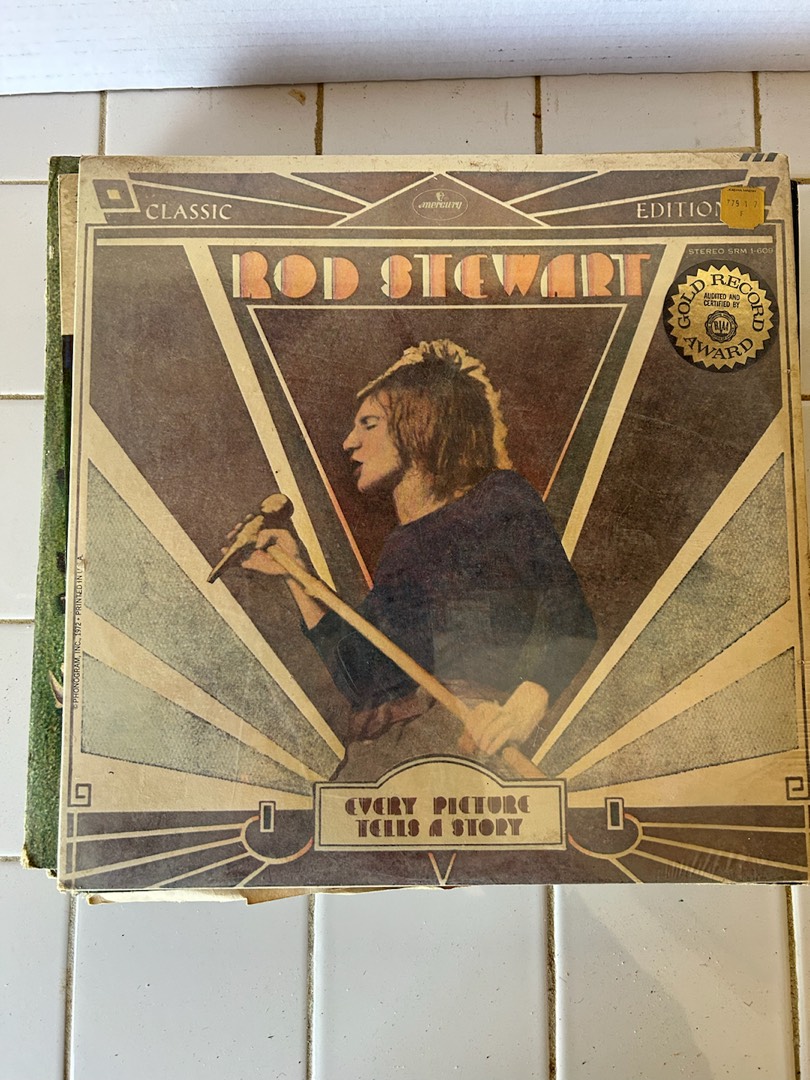 mercury
CLASSIC
EDITION
ROD STEWART
STEREO SRM 1-609
GOLD RECORD
AUDITED AND
CERTIFIED BY
RIAA
AWARD
℗ PHONOGRAM, INC., 1972 • PRINTED IN U.S.A
EVERY PICTURE
TELLS A STORY